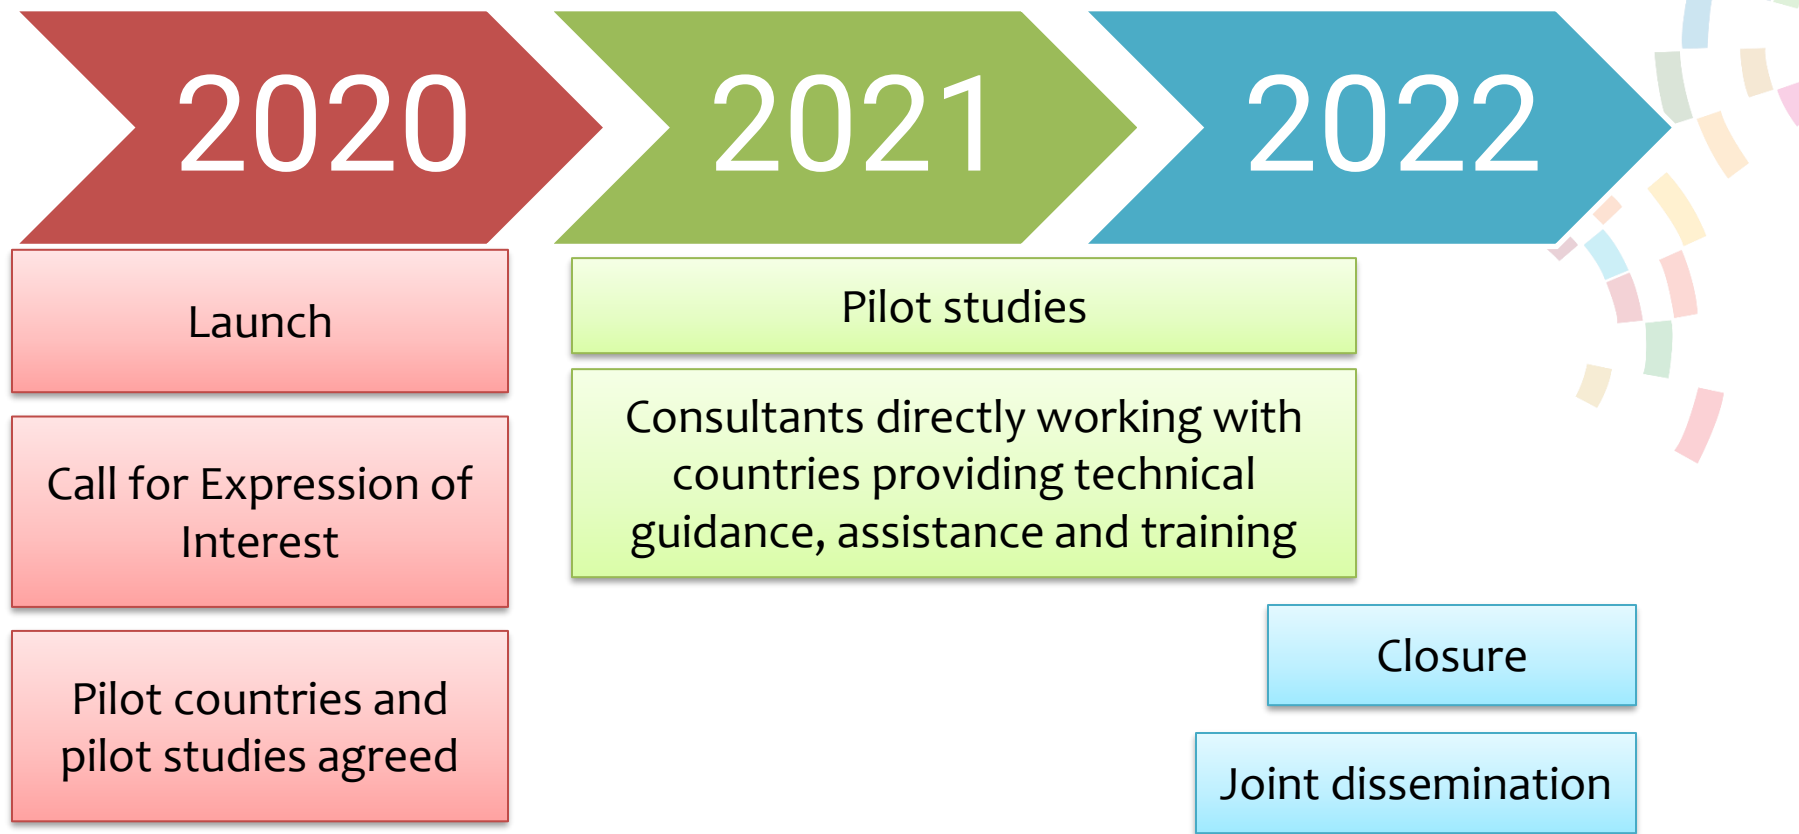 2020
2021
2022
Launch
Call for Expression of
Interest
Pilot countries and
pilot studies agreed
Pilot studies
Consultants directly working with
countries providing technical
guidance, assistance and training
Closure
Joint dissemination